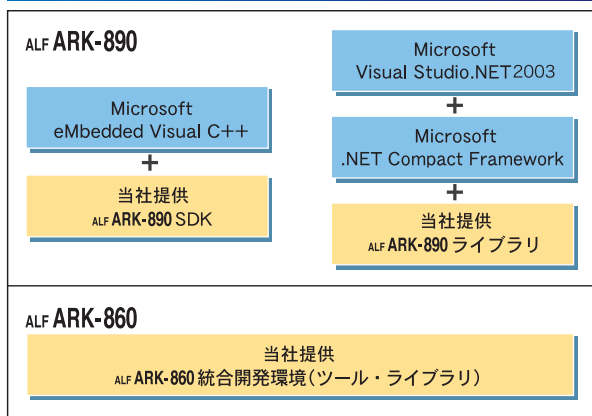 ALF ARK-890
Microsoft
eMbedded Visual C++
+
当社提供
ALF ARK-890 SDK
Microsoft
Visual Studio.NET2003
+
Microsoft
.NET Compact Framework
+
当社提供
ALF ARK-890 ライブラリ
ALF ARK-860
当社提供
ALF ARK-860 統合開発環境(ツール・ライブラリ)